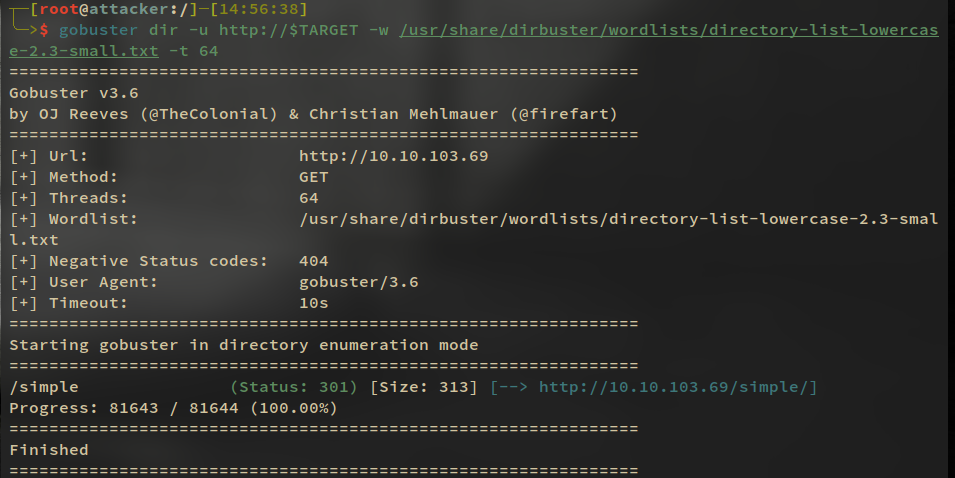 ┬─[root@attacker:/]─[14:56:38]
╰─>$ gobuster dir -u http://$TARGET -w /usr/share/dirbuster/wordlists/directory-list-lowercas
e-2.3-small.txt -t 64
===============================================================
Gobuster v3.6
by OJ Reeves (@TheColonial) & Christian Mehlmauer (@firefart)
===============================================================
[+] Url:                     http://10.10.103.69
[+] Method:                  GET
[+] Threads:                 64
[+] Wordlist:                /usr/share/dirbuster/wordlists/directory-list-lowercase-2.3-smal
l.txt
[+] Negative Status codes:   404
[+] User Agent:              gobuster/3.6
[+] Timeout:                 10s
===============================================================
Starting gobuster in directory enumeration mode
===============================================================
/simple               (Status: 301) [Size: 313] [--> http://10.10.103.69/simple/]
Progress: 81643 / 81644 (100.00%)
===============================================================
Finished
===============================================================